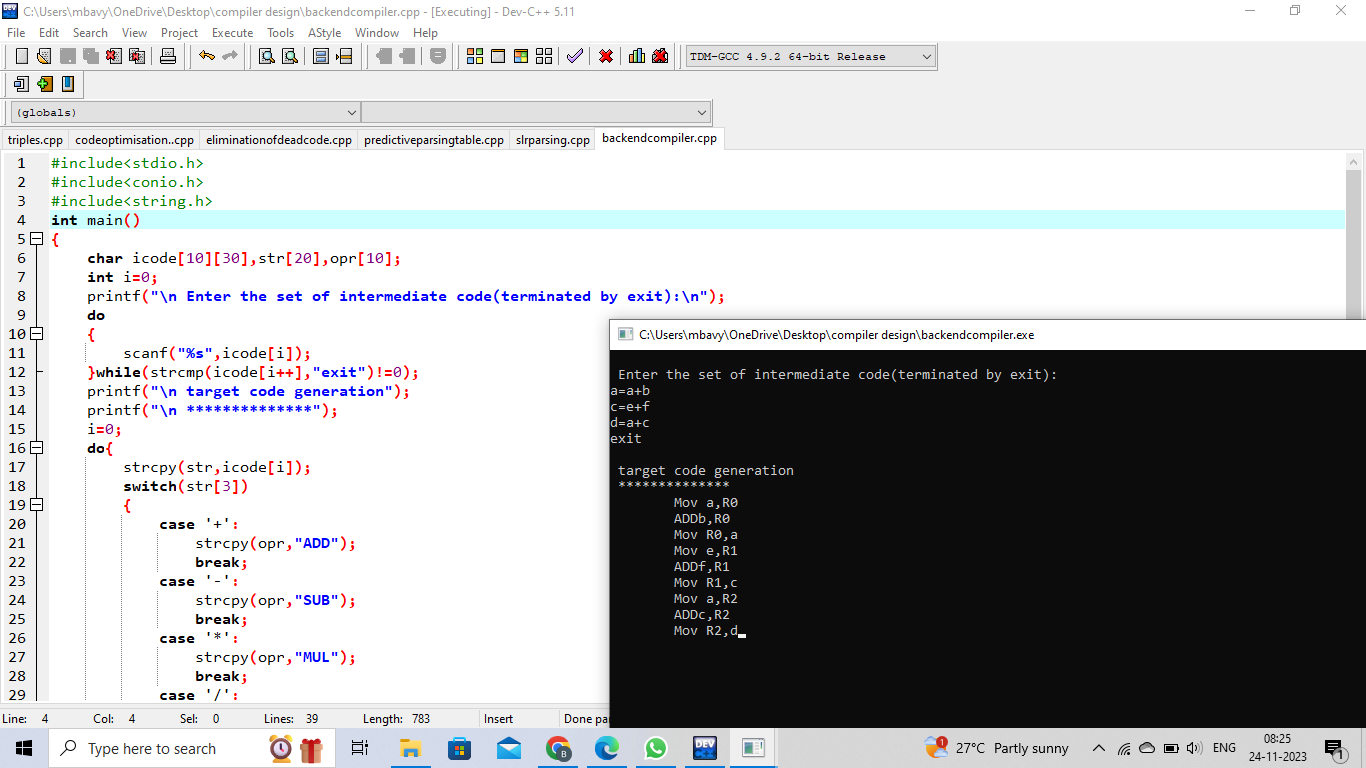 C:\Users\mbavy\OneDrive\Desktop\compiler design\backendcompiler.cpp - [Executing] - Dev-C++ 5.11
File Edit Search View Project Execute Tools AStyle Window Help
TDM-GCC 4.9.2 64-bit Release
(globals)
triples.cpp codeoptimisation..cpp eliminationofdeadcode.cpp predictiveparsingtable.cpp slrparsing.cpp backendcompiler.cpp
1 #include<stdio.h>
2 #include<conio.h>
3 #include<string.h>
4 int main()
5 {
6 char icode[10][30],str[20],opr[10];
7 int i=0;
8 printf("\n Enter the set of intermediate code(terminated by exit):\n");
9 do
10 {
11 scanf("%s",icode[i]);
12 }while(strcmp(icode[i++],"exit")!=0);
13 printf("\n target code generation");
14 printf("\n **************");
15 i=0;
16 do{
17 strcpy(str,icode[i]);
18 switch(str[3])
19 {
20 case '+':
21 strcpy(opr,"ADD");
22 break;
23 case '-':
24 strcpy(opr,"SUB");
25 break;
26 case '*':
27 strcpy(opr,"MUL");
28 break;
29 case '/':
C:\Users\mbavy\OneDrive\Desktop\compiler design\backendcompiler.exe
Enter the set of intermediate code(terminated by exit):
a=a+b
c=e+f
d=a+c
exit
target code generation
**************
Mov a,R0
ADDb,R0
Mov R0,a
Mov e,R1
ADDf,R1
Mov R1,c
Mov a,R2
ADDc,R2
Mov R2,d
Line: 4 Col: 4 Sel: 0 Lines: 39 Length: 783 Insert Done
Type here to search
DEV
1
27°C Partly sunny
ENG
08:25
24-11-2023
1